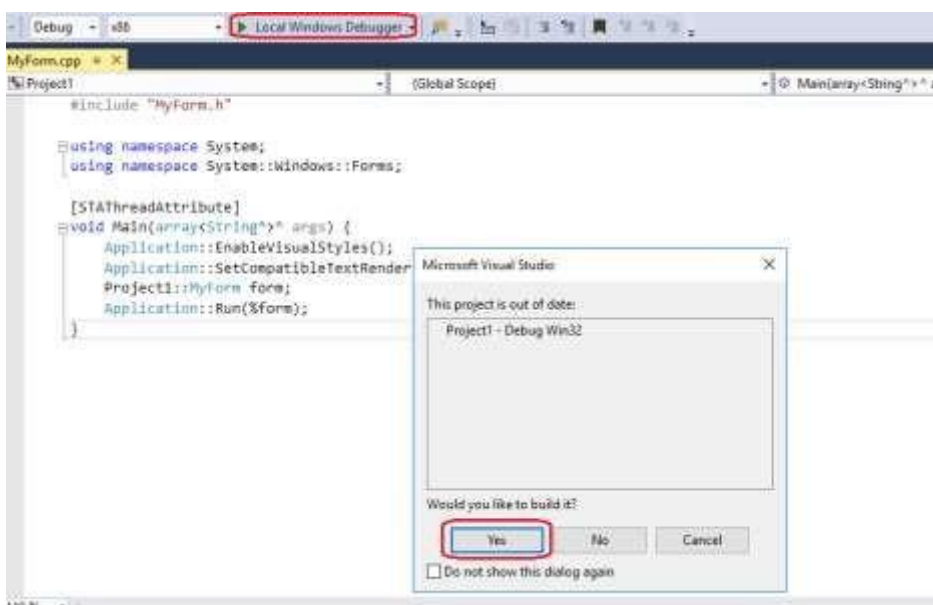 Debug x86 Local Windows Debugger
MyForm.cpp
Project1 (Global Scope) Main(array<String^>^
#include "MyForm.h"
using namespace System;
using namespace System::Windows::Forms;
[STAThreadAttribute]
void Main(array<String^>^ args) {
Application::EnableVisualStyles();
Application::SetCompatibleTextRender
Project1::MyForm form;
Application::Run(%form);
}
Microsoft Visual Studio
This project is out of date:
Project1 - Debug Win32
Would you like to build it?
Yes No Cancel
Do not show this dialog again